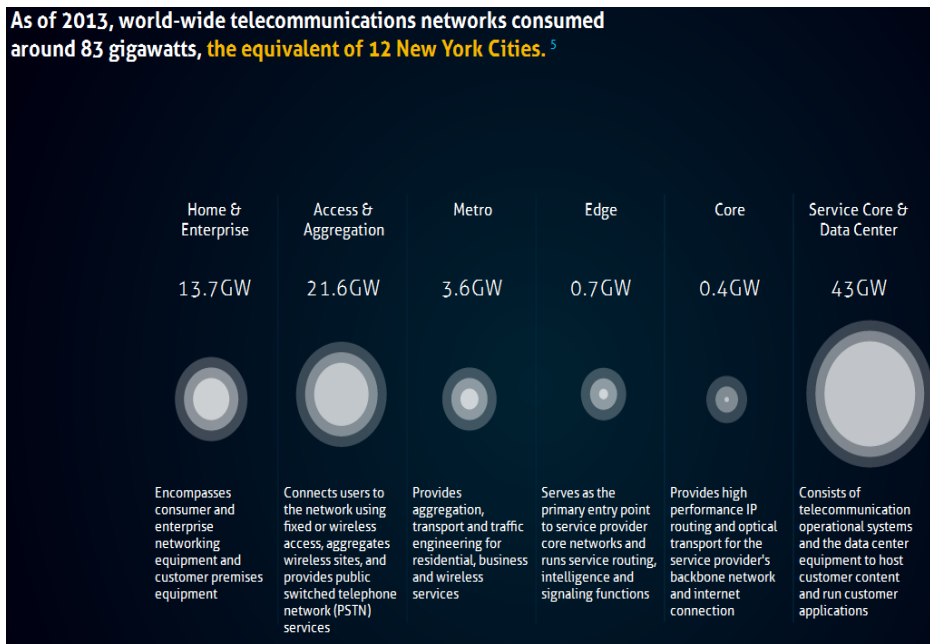 As of 2013, world-wide telecommunications networks consumed
around 83 gigawatts, the equivalent of 12 New York Cities. 5
Home &
Enterprise
13.7GW
Encompasses
consumer and
enterprise
networking
equipment and
customer premises
equipment
Access &
Aggregation
21.6GW
Connects users to
the network using
fixed or wireless
access, aggregates
wireless sites, and
provides public
switched telephone
network (PSTN)
services
Metro
3.6GW
Provides
aggregation,
transport and traffic
engineering for
residential, business
and wireless
services
Edge
0.7GW
Serves as the
primary entry point
to service provider
core networks and
runs service routing,
intelligence and
signaling functions
Core
0.4GW
Provides high
performance IP
routing and optical
transport for the
service provider's
backbone network
and internet
connection
Service Core &
Data Center
43GW
Consists of
telecommunication
operational systems
and the data center
equipment to host
customer content
and run customer
applications